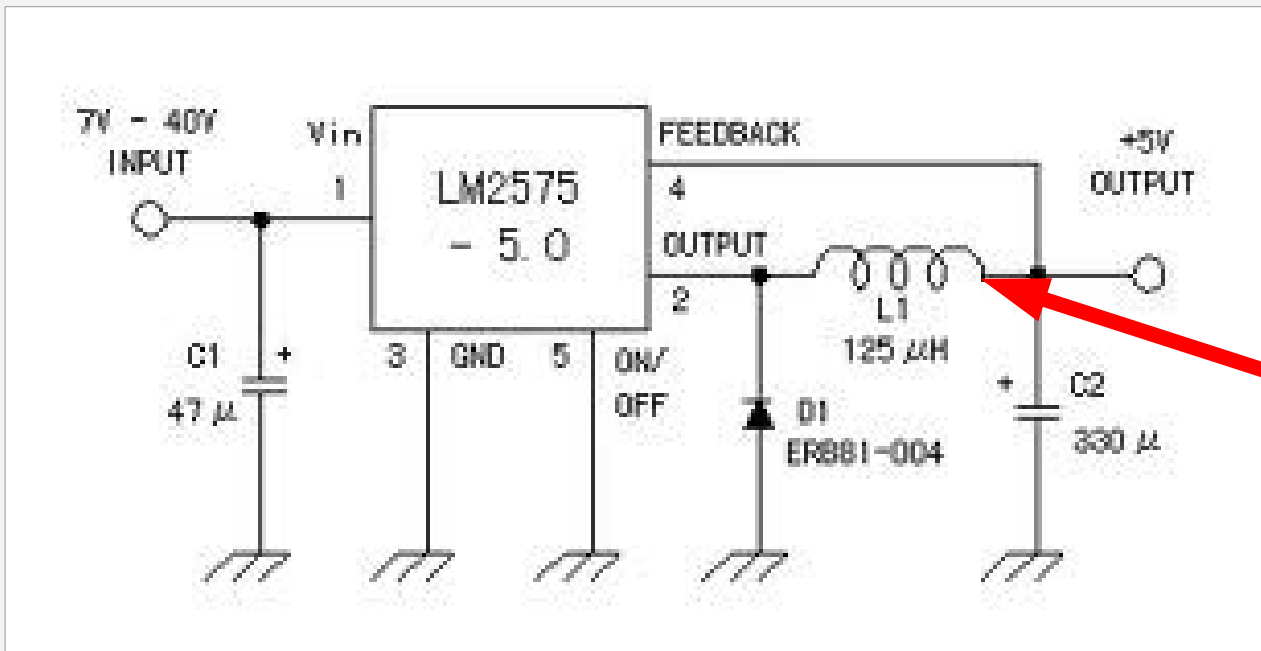 7V - 40V
INPUT
Vin
1
LM2575
- 5.0
FEEDBACK
4
OUTPUT
2
+5V
OUTPUT
L1
125 μH
C1
+
47 μ
3
GND
5
ON/
OFF
D1
ERB81-004
+
C2
330 μ